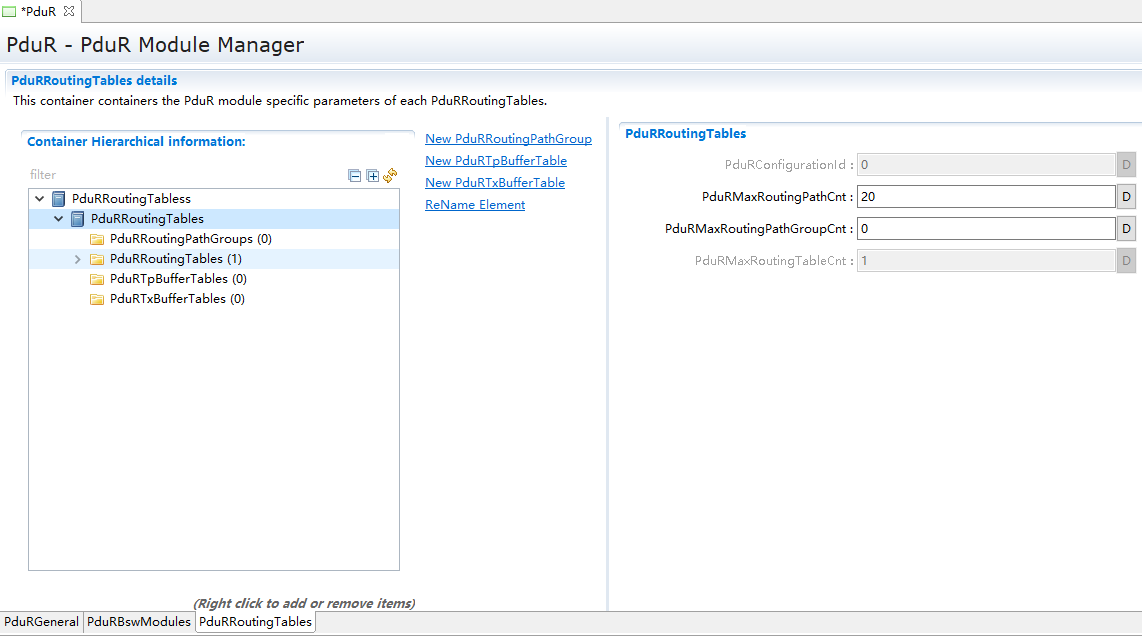 *PduR
PduR - PduR Module Manager
PduRRoutingTables details
This container containers the PduR module specific parameters of each PduRRoutingTables.
Container Hierarchical information:
filter
PduRRoutingTabless
PduRRoutingTables
PduRRoutingPathGroups (0)
PduRRoutingTables (1)
PduRTpBufferTables (0)
PduRTxBufferTables (0)
(Right click to add or remove items)
New PduRRoutingPathGroup
New PduRTpBufferTable
New PduRTxBufferTable
ReName Element
PduRRoutingTables
PduRConfigurationId : 0 D
PduRMaxRoutingPathCnt : 20 D
PduRMaxRoutingPathGroupCnt : 0 D
PduRMaxRoutingTableCnt : 1 D
PduRGeneral PduRBswModules PduRRoutingTables